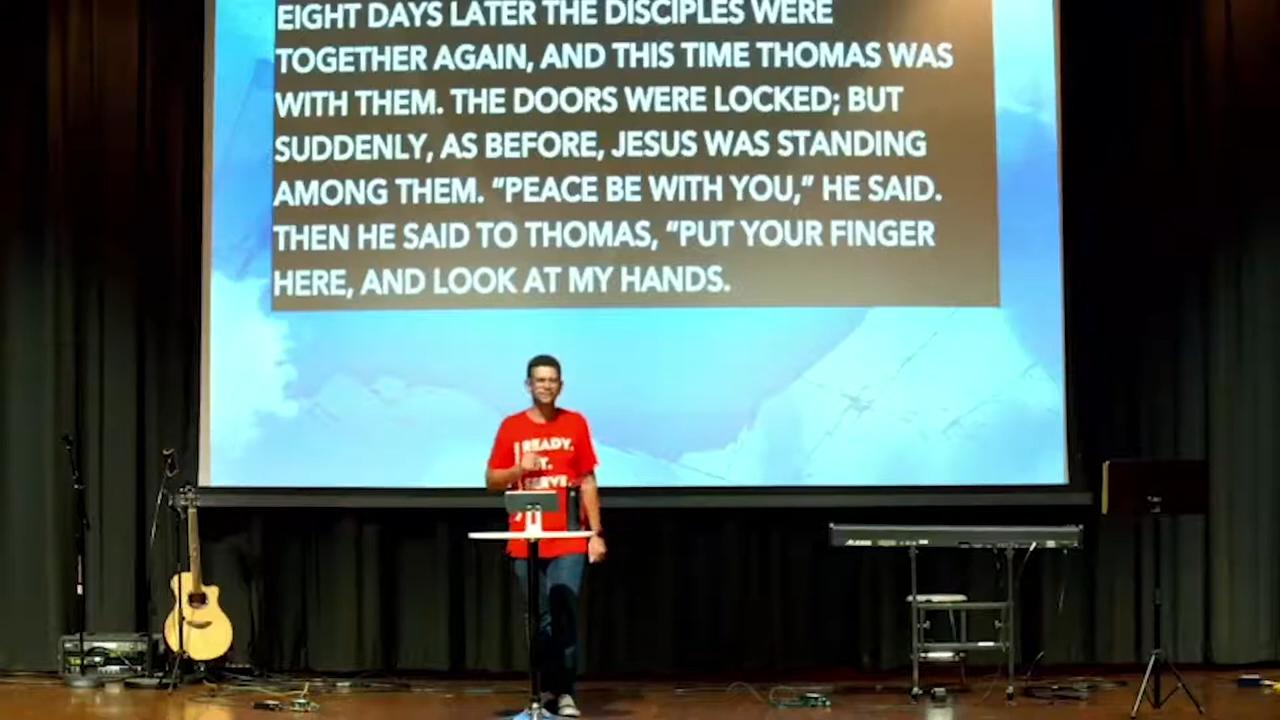 EIGHT DAYS LATER THE DISCIPLES WERE
TOGETHER AGAIN, AND THIS TIME THOMAS WAS
WITH THEM. THE DOORS WERE LOCKED; BUT
SUDDENLY, AS BEFORE, JESUS WAS STANDING
AMONG THEM. “PEACE BE WITH YOU,” HE SAID.
THEN HE SAID TO THOMAS, “PUT YOUR FINGER
HERE, AND LOOK AT MY HANDS.
READY.